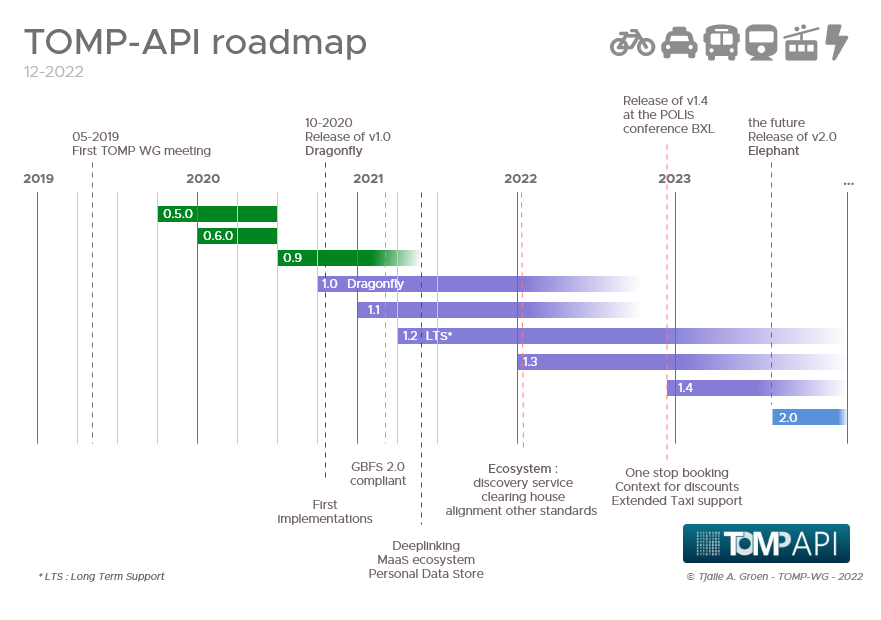 TOMP-API roadmap
12-2022
Release of v1.4
at the POLIS
conference BXL
10-2020
Release of v1.0
Dragonfly
the future
Release of v2.0
Elephant
05-2019
First TOMP WG meeting
2019
2020
2021
2022
2023
...
0.5.0
0.6.0
0.9
1.0 Dragonfly
1.1
1.2 LTS*
1.3
1.4
2.0
GBFS 2.0
compliant
Ecosystem :
discovery service
clearing house
alignment other standards
One stop booking
Context for discounts
Extended Taxi support
First
implementations
Deeplinking
MaaS ecosystem
Personal Data Store
TOMP API
* LTS : Long Term Support
© Tjalle A. Groen - TOMP-WG - 2022